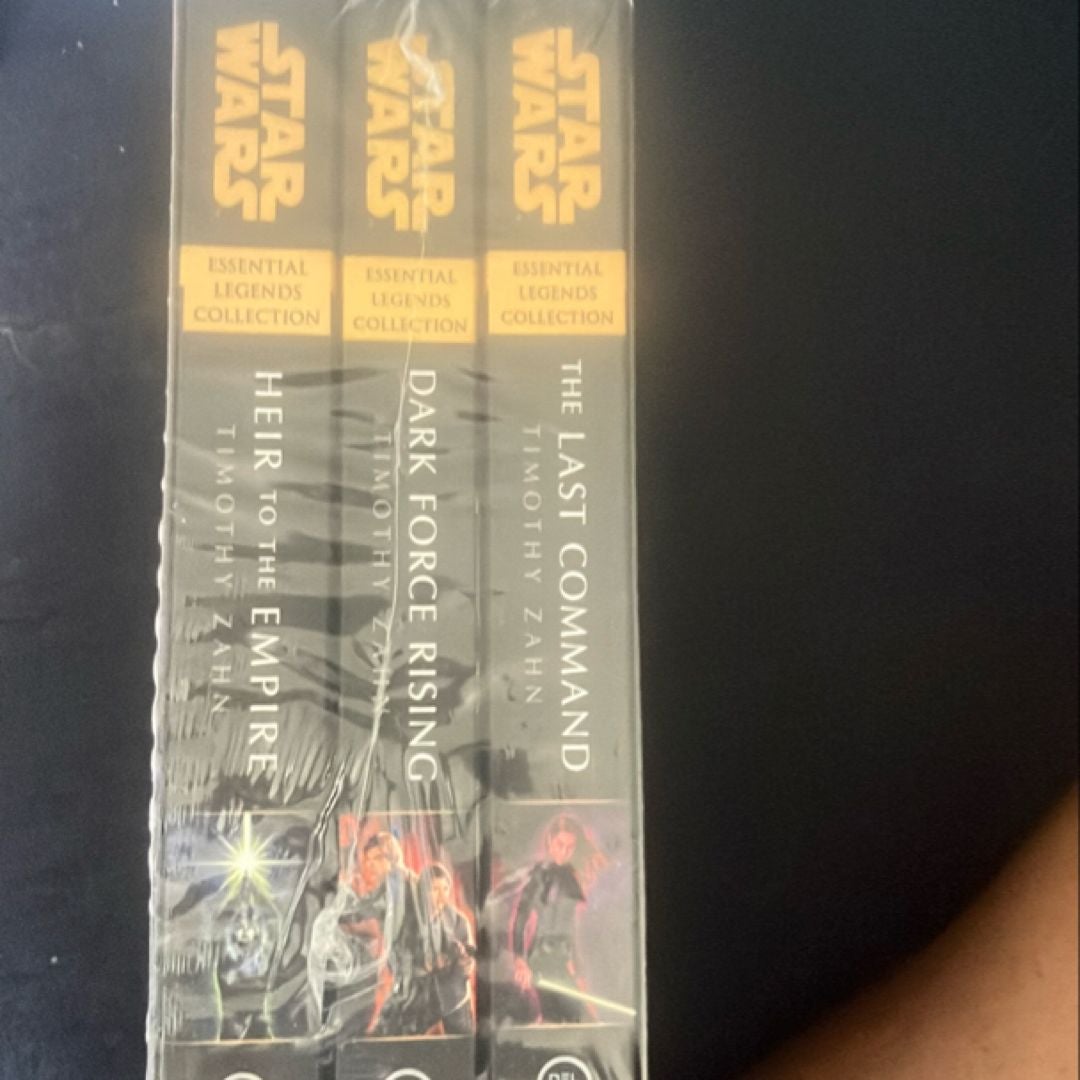 STAR
WARS
ESSENTIAL
LEGENDS
COLLECTION
HEIR TO THE EMPIRE
TIMOTHY ZAHN
STAR
WARS
ESSENTIAL
LEGENDS
COLLECTION
DARK FORCE RISING
TIMOTHY ZAHN
STAR
WARS
ESSENTIAL
LEGENDS
COLLECTION
THE LAST COMMAND
TIMOTHY ZAHN
DEL